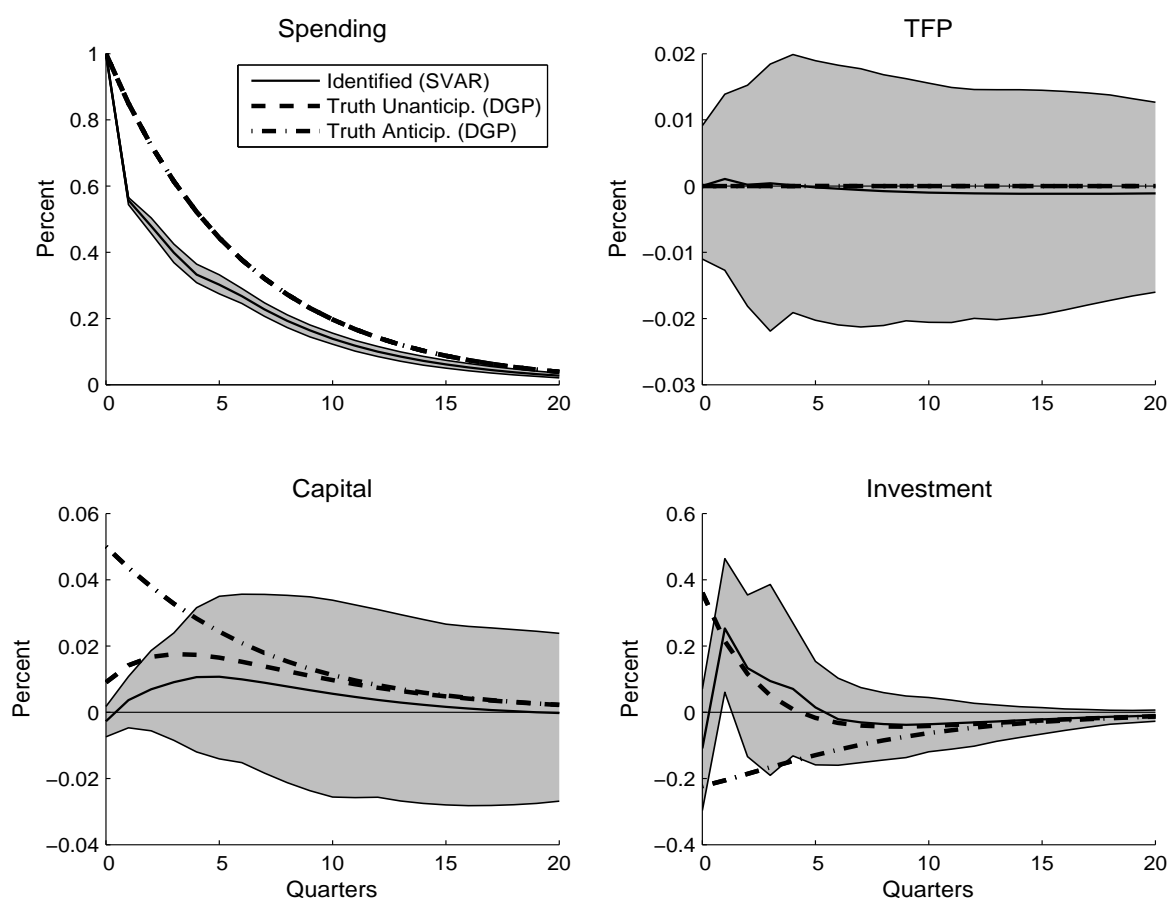 Spending
Percent
1
0.8
0.6
0.4
0.2
0
0 5 10 15 20
Identified (SVAR)
Truth Unanticip. (DGP)
Truth Anticip. (DGP)
TFP
Percent
0.02
0.01
0
−0.01
−0.02
−0.03
0 5 10 15 20
Capital
Percent
0.06
0.04
0.02
0
−0.02
−0.04
0 5 10 15 20
Quarters
Investment
Percent
0.6
0.4
0.2
0
−0.2
−0.4
0 5 10 15 20
Quarters